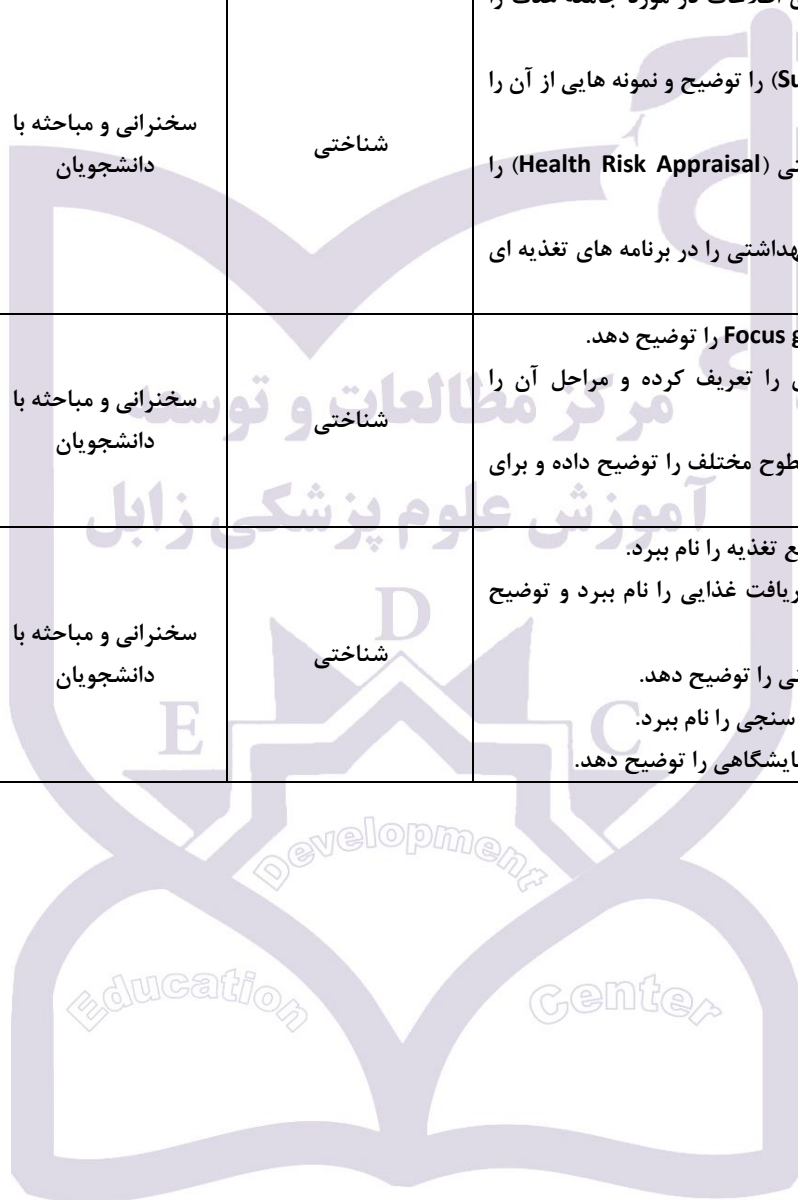 اطلاعات در مورد جامعه هدف را
Su) را توضیح و نمونه هایی از آن را
(Health Risk Appraisal) را
هداشتی را در برنامه های تغذیه ای
شناختی
سخنرانی و مباحثه با
دانشجویان
Focus g را توضیح دهد.
را تعریف کرده و مراحل آن را
طوح مختلف را توضیح داده و برای
شناختی
سخنرانی و مباحثه با
دانشجویان
ع تغذیه را نام ببرد.
ریافت غذایی را نام ببرد و توضیح
نی را توضیح دهد.
سنجی را نام ببرد.
ایشگاهی را توضیح دهد.
شناختی
سخنرانی و مباحثه با
دانشجویان
مرکز مطالعات و توسعه
آموزش علوم پزشکی زابل
E D C
Development
Education Center